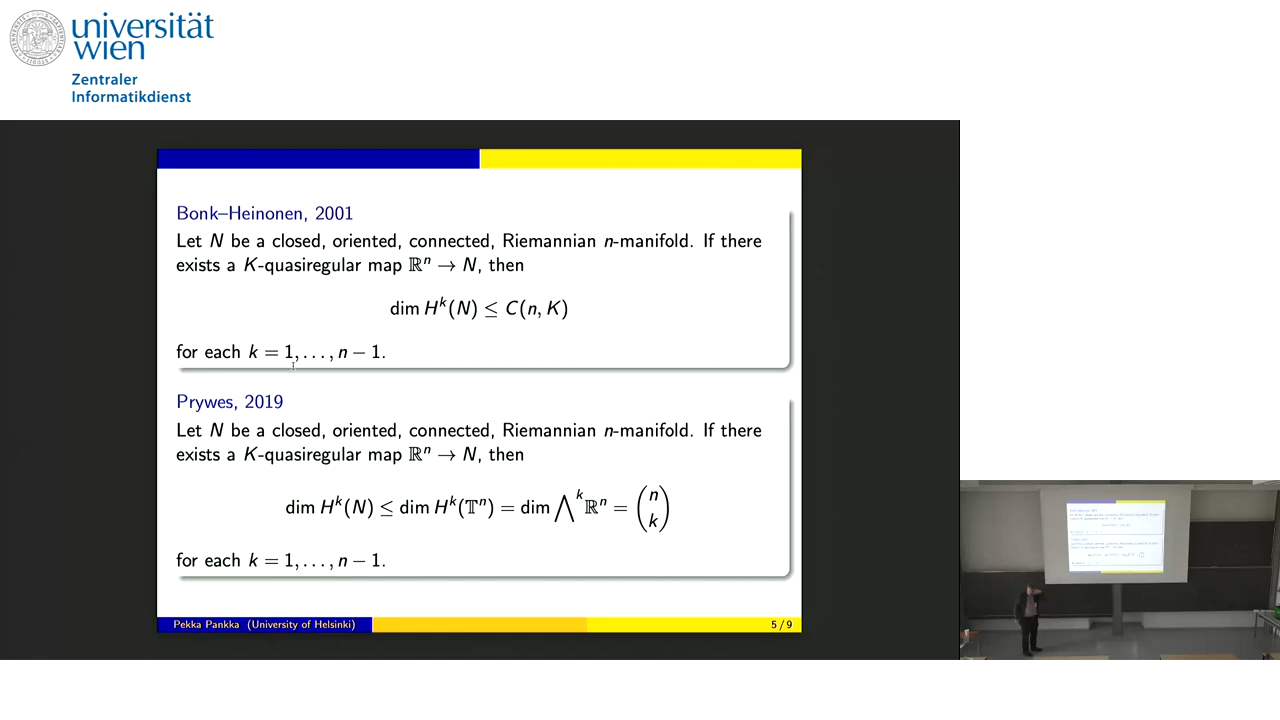 universität
wien
Zentraler
Informatikdienst
Bonk–Heinonen, 2001
Let N be a closed, oriented, connected, Riemannian n-manifold. If there
exists a K-quasiregular map ℝⁿ → N, then
dim Hᵏ(N) ≤ C(n, K)
for each k = 1, . . . , n − 1.
Prywes, 2019
Let N be a closed, oriented, connected, Riemannian n-manifold. If there
exists a K-quasiregular map ℝⁿ → N, then
dim Hᵏ(N) ≤ dim Hᵏ(𝕋ⁿ) = dim ⋀ᵏ ℝⁿ = (n k)
for each k = 1, . . . , n − 1.
Pekka Pankka (University of Helsinki) 5 / 9